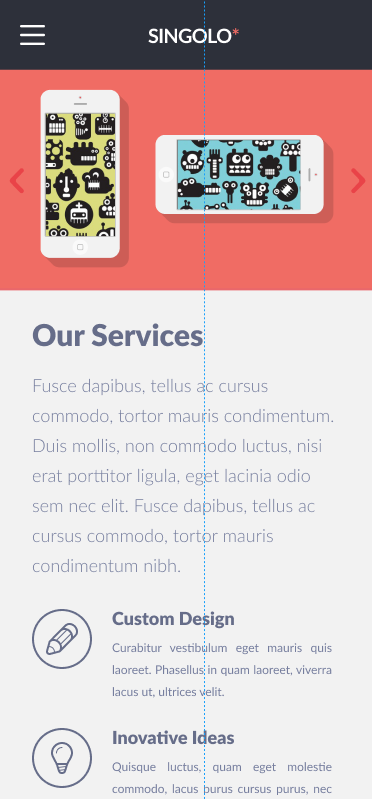 SINGOLO*
Our Services
Fusce dapibus, tellus ac cursus
commodo, tortor mauris condimentum.
Duis mollis, non commodo luctus, nisi
erat porttitor ligula, eget lacinia odio
sem nec elit. Fusce dapibus, tellus ac
cursus commodo, tortor mauris
condimentum nibh.
Custom Design
Curabitur vestibulum eget mauris quis
laoreet. Phasellus in quam laoreet, viverra
lacus ut, ultrices velit.
Inovative Ideas
Quisque luctus, quam eget molestie
commodo, lacus purus cursus purus, nec